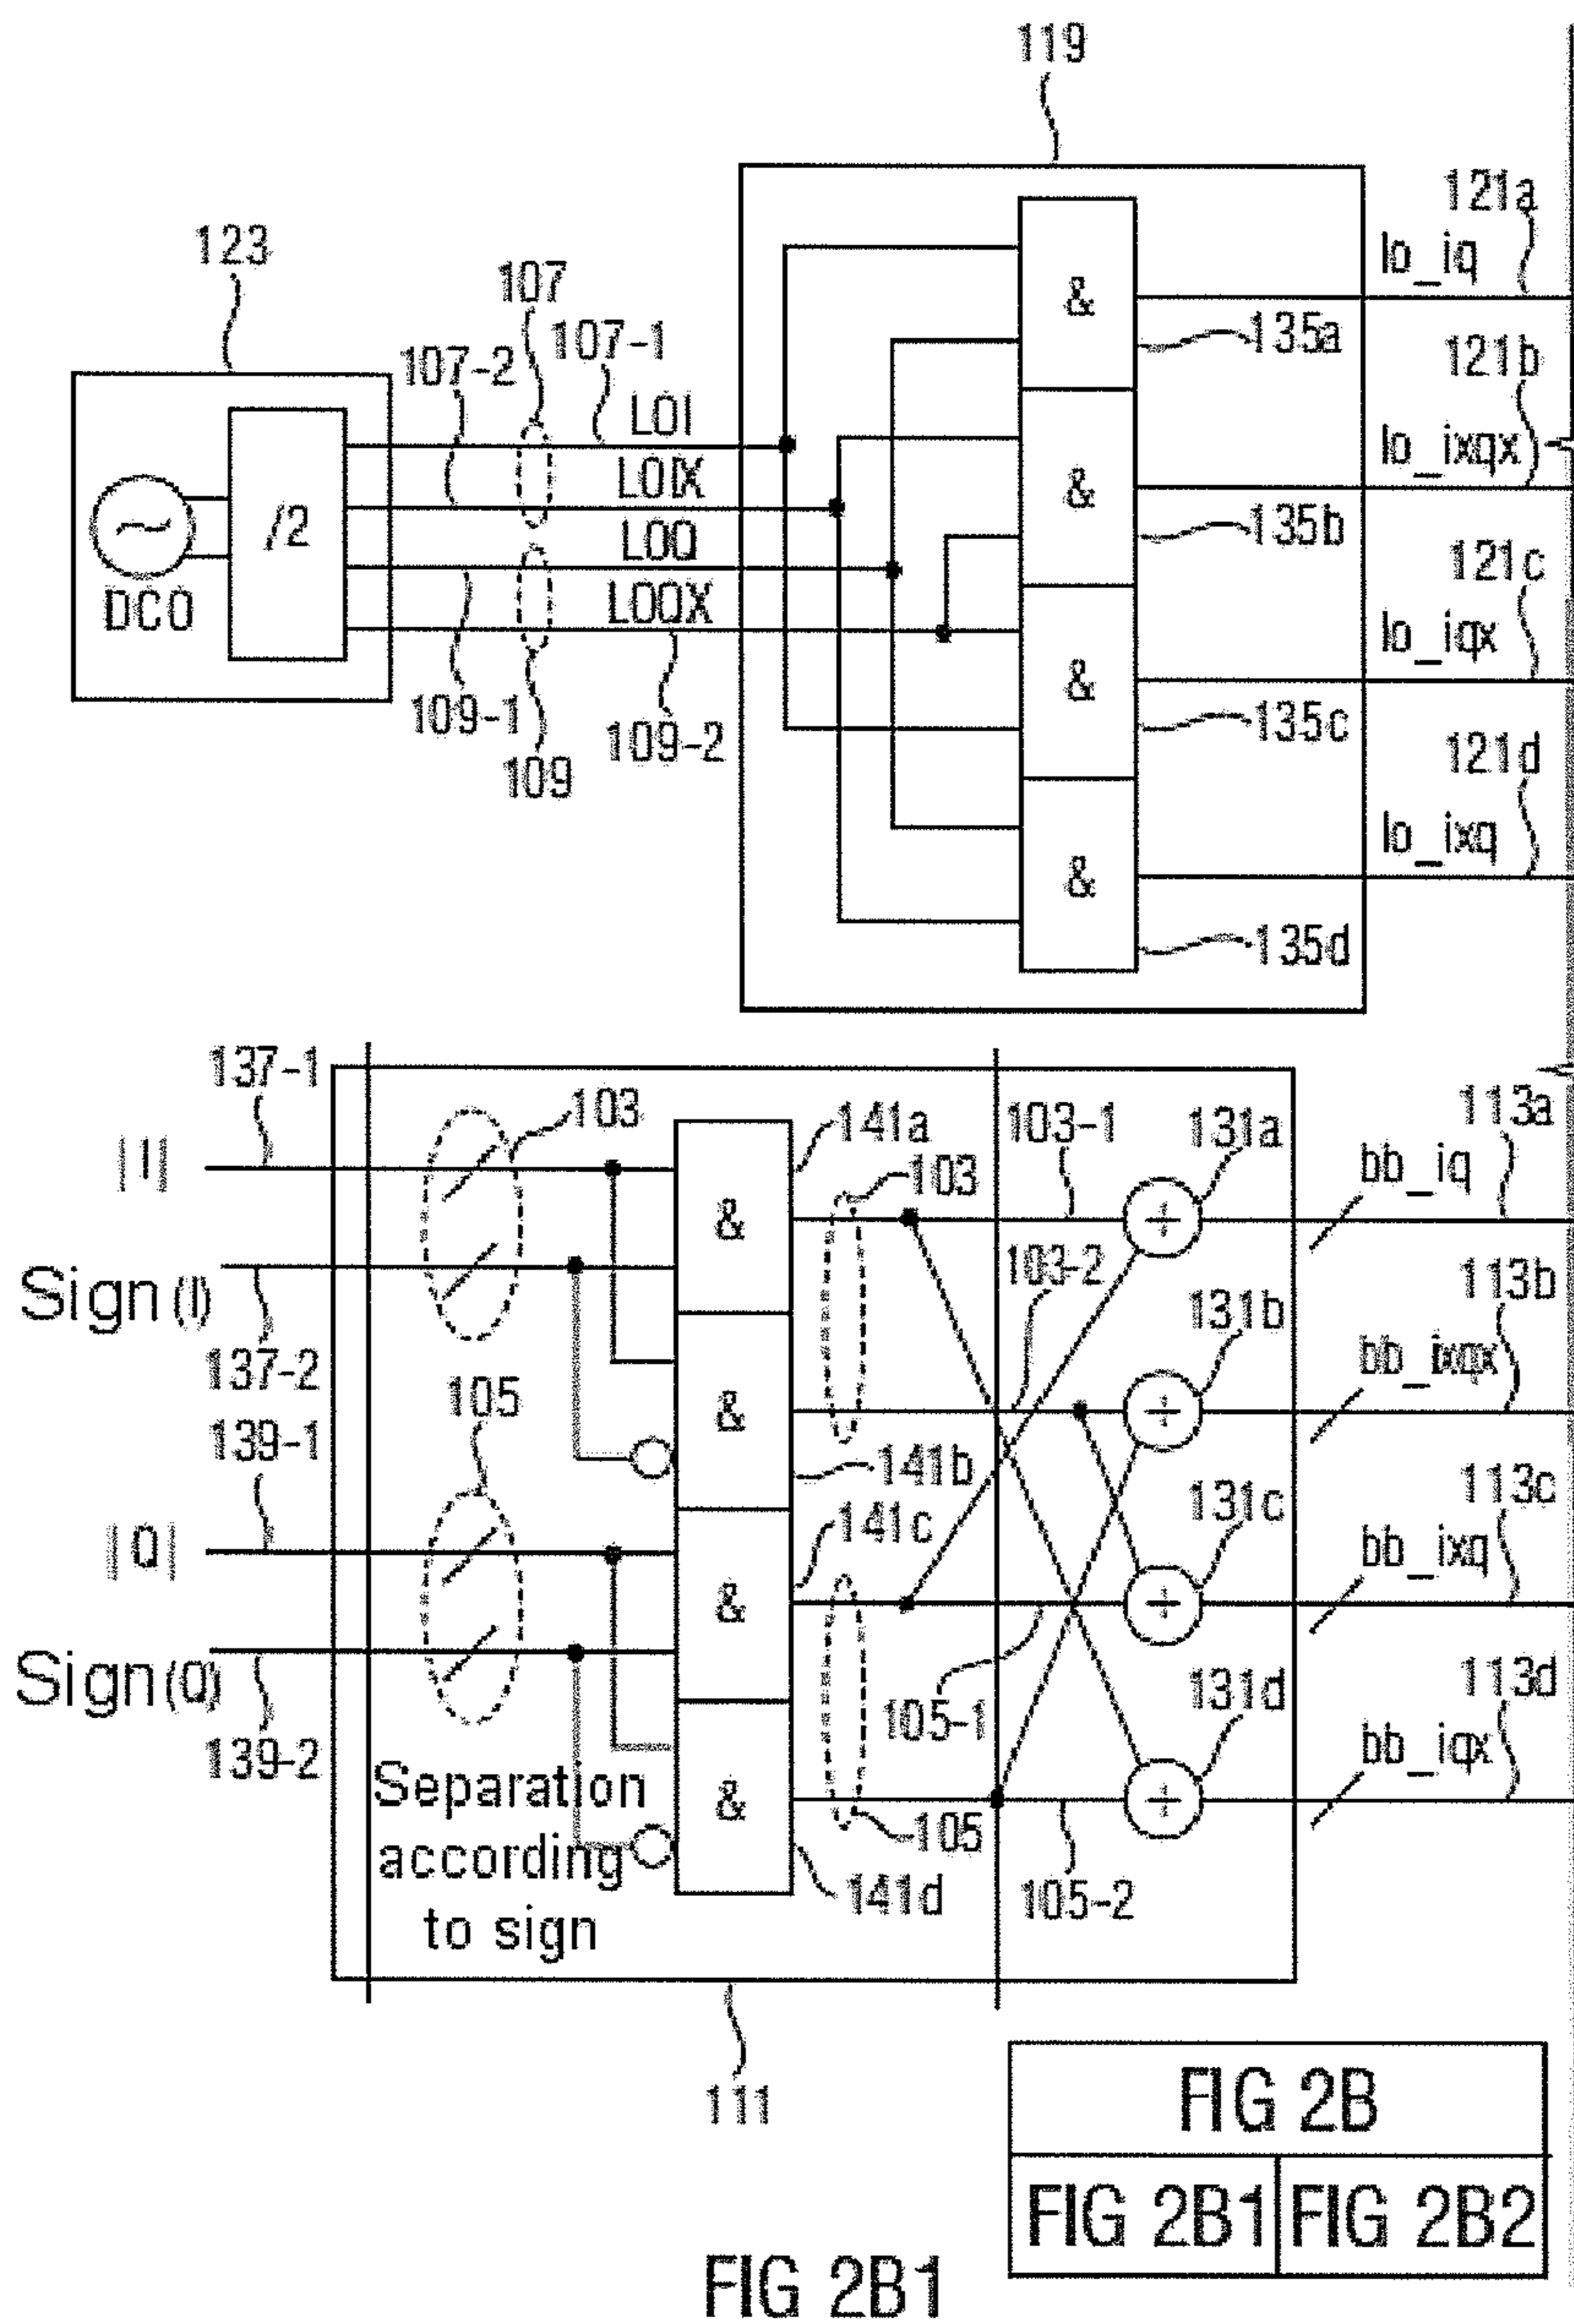 119
121a
lo_iq
123
107
107-1
&
135a
121b
107-2
LOI
lo_ixqx
LOIX
&
/2
LOQ
135b
121c
DCO
LOQX
lo_iqx
&
109-1
109-2
135c
121d
109
lo_ixq
&
135d
137-1
103
141a
103-1
131a
113a
|I|
103
bb_iq
&
Sign(I)
103-2
131b
113b
137-2
105
bb_ixqx
&
139-1
141b
131c
113c
141c
|Q|
bb_ixq
&
Sign(Q)
105-1
131d
113d
139-2
bb_iqx
Separation
&
105
according
141d
105-2
to sign
111
FIG 2B
FIG 2B1
FIG 2B2
FIG 2B1